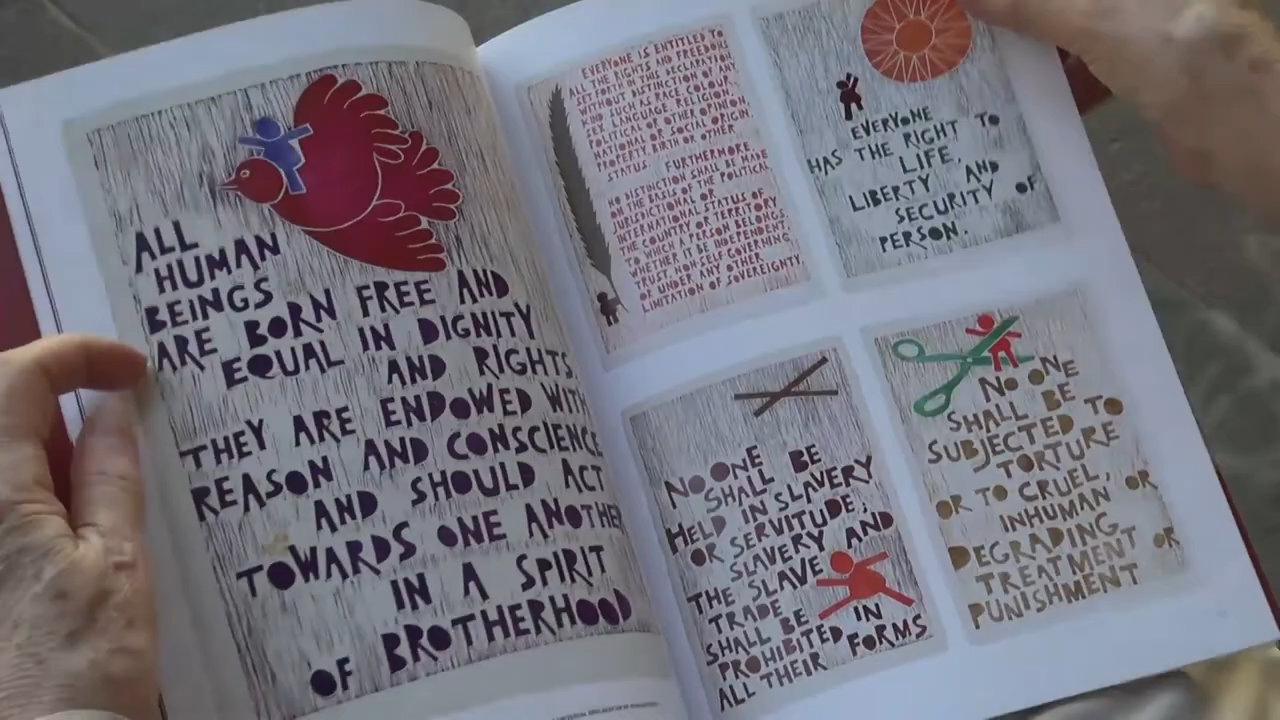 ALL
HUMAN
BEINGS
ARE BORN FREE AND
EQUAL IN DIGNITY
AND RIGHTS
THEY ARE ENDOWED WITH
REASON AND CONSCIENCE
AND SHOULD ACT
TOWARDS ONE ANOTHER
IN A SPIRIT
OF BROTHERHOOD
EVERYONE IS ENTITLED TO
ALL THE RIGHTS AND FREEDOMS
SET FORTH IN THIS DECLARATION
WITHOUT DISTINCTION OF ANY
KIND SUCH AS RACE, COLOUR,
SEX, LANGUAGE, RELIGION,
POLITICAL OR OTHER OPINION,
NATIONAL OR SOCIAL ORIGIN,
PROPERTY, BIRTH OR OTHER
STATUS. FURTHERMORE,
NO DISTINCTION SHALL BE MADE
ON THE BASIS OF THE POLITICAL
JURISDICTIONAL OR
INTERNATIONAL STATUS OF
THE COUNTRY OR TERRITORY
TO WHICH A PERSON BELONGS,
WHETHER IT BE INDEPENDENT,
TRUST, NON-SELF-GOVERNING
OR UNDER ANY OTHER
LIMITATION OF SOVEREIGNTY.
EVERYONE
HAS THE RIGHT TO
LIFE,
LIBERTY AND
SECURITY OF
PERSON.
NO ONE BE
SHALL
HELD IN SLAVERY
OR SERVITUDE;
SLAVERY AND
THE SLAVE
TRADE
SHALL BE
PROHIBITED IN
ALL THEIR FORMS
NO ONE
SHALL BE
SUBJECTED TO
TORTURE
OR TO CRUEL,
INHUMAN OR
DEGRADING
TREATMENT OR
PUNISHMENT